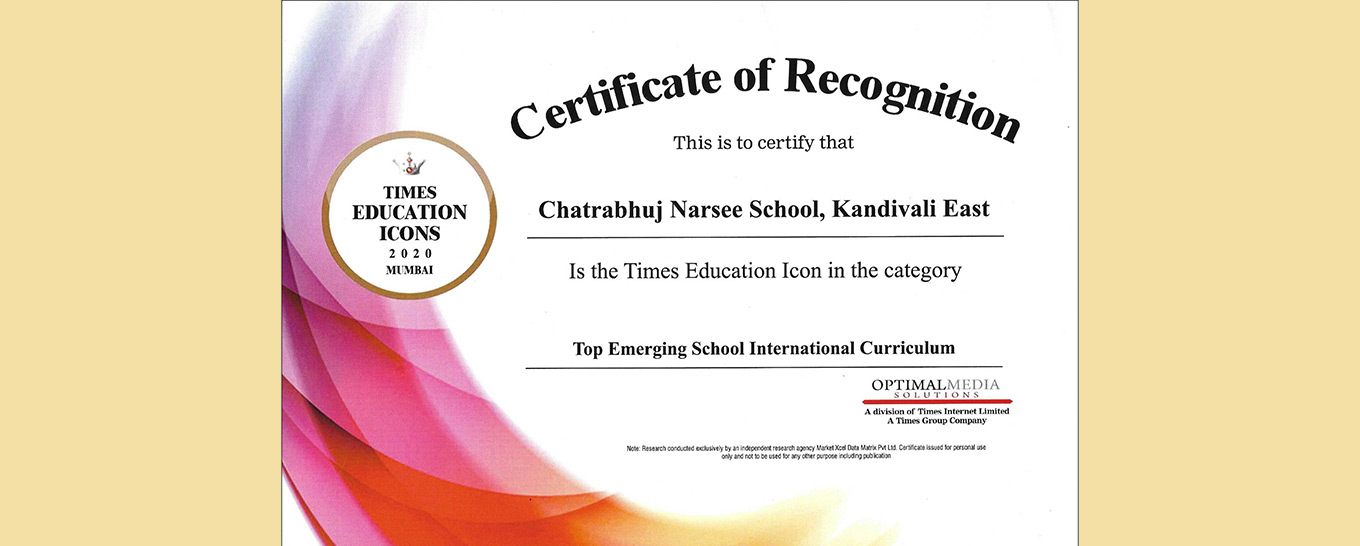 Certificate of Recognition
This is to certify that
TIMES
EDUCATION
ICONS
2020
MUMBAI
Chatrabhuj Narsee School, Kandivali East
Is the Times Education Icon in the category
Top Emerging School International Curriculum
OPTIMALMEDIA
SOLUTIONS
A division of Times Internet Limited
A Times Group Company
Note: Research conducted exclusively by an independent research agency Market Xcel Data Matrix Pvt Ltd. Certificate issued for personal use
only and not to be used for any other purpose including publication